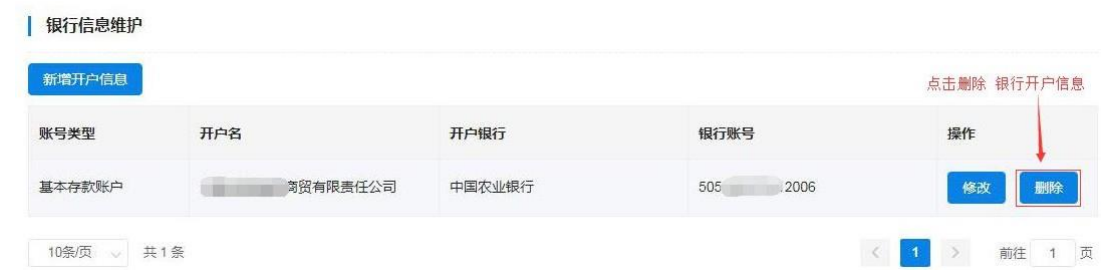 银行信息维护
新增开户信息
点击删除 银行开户信息
账号类型 开户名 开户银行 银行账号 操作
基本存款账户 商贸有限责任公司 中国农业银行 505 2006 修改 删除
10条/页 共 1 条 < 1 > 前往 1 页